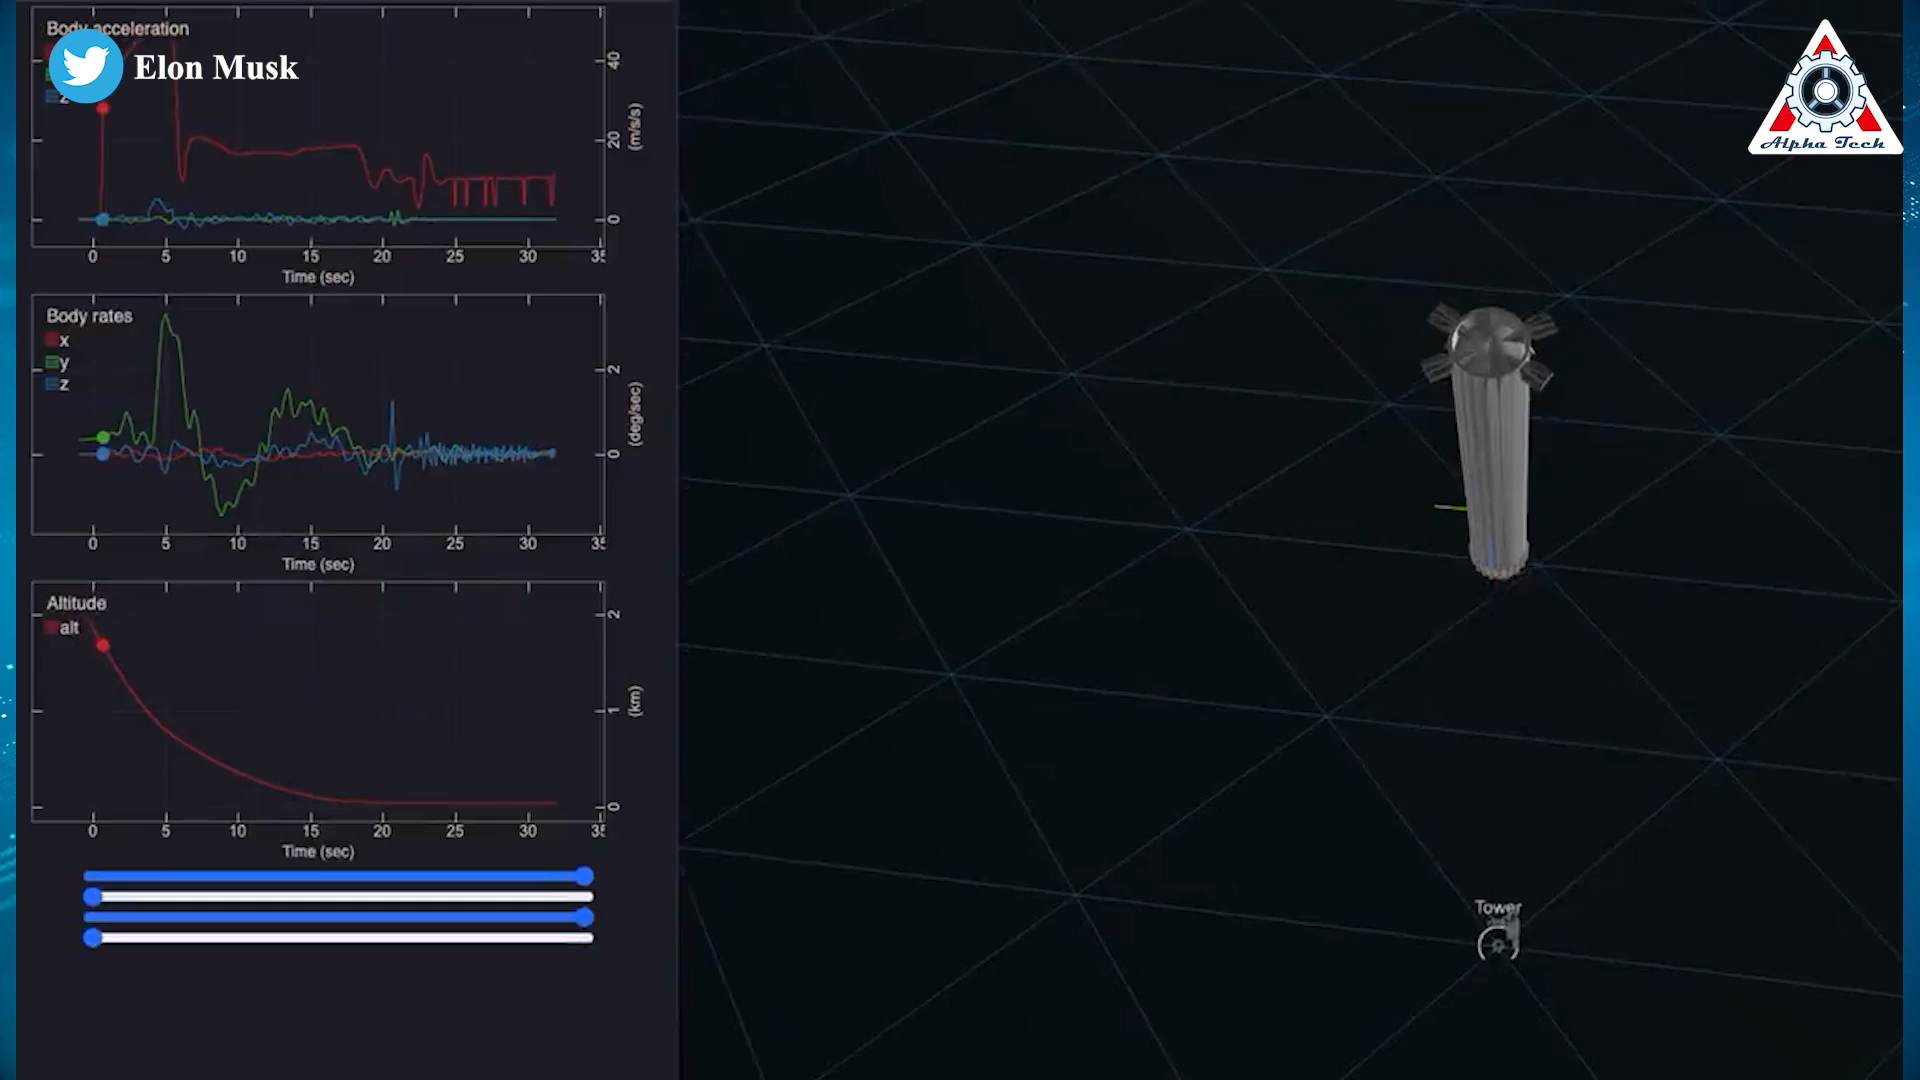 Body acceleration
Elon Musk
z
40
20
0
(m/s/s)
0 5 10 15 20 25 30 35
Time (sec)
Body rates
x
y
z
2
0
(deg/sec)
0 5 10 15 20 25 30 35
Time (sec)
Altitude
alt
2
1
0
(km)
0 5 10 15 20 25 30 35
Time (sec)
Tower
Alpha Tech